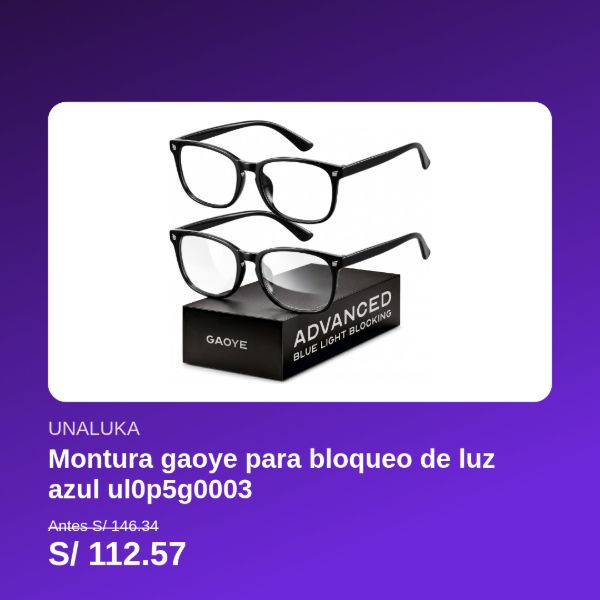 GAOYE
ADVANCED
BLUE LIGHT BLOCKING
UNALUKA
Montura gaoye para bloqueo de luz
azul ul0p5g0003
Antes S/ 146.34
S/ 112.57